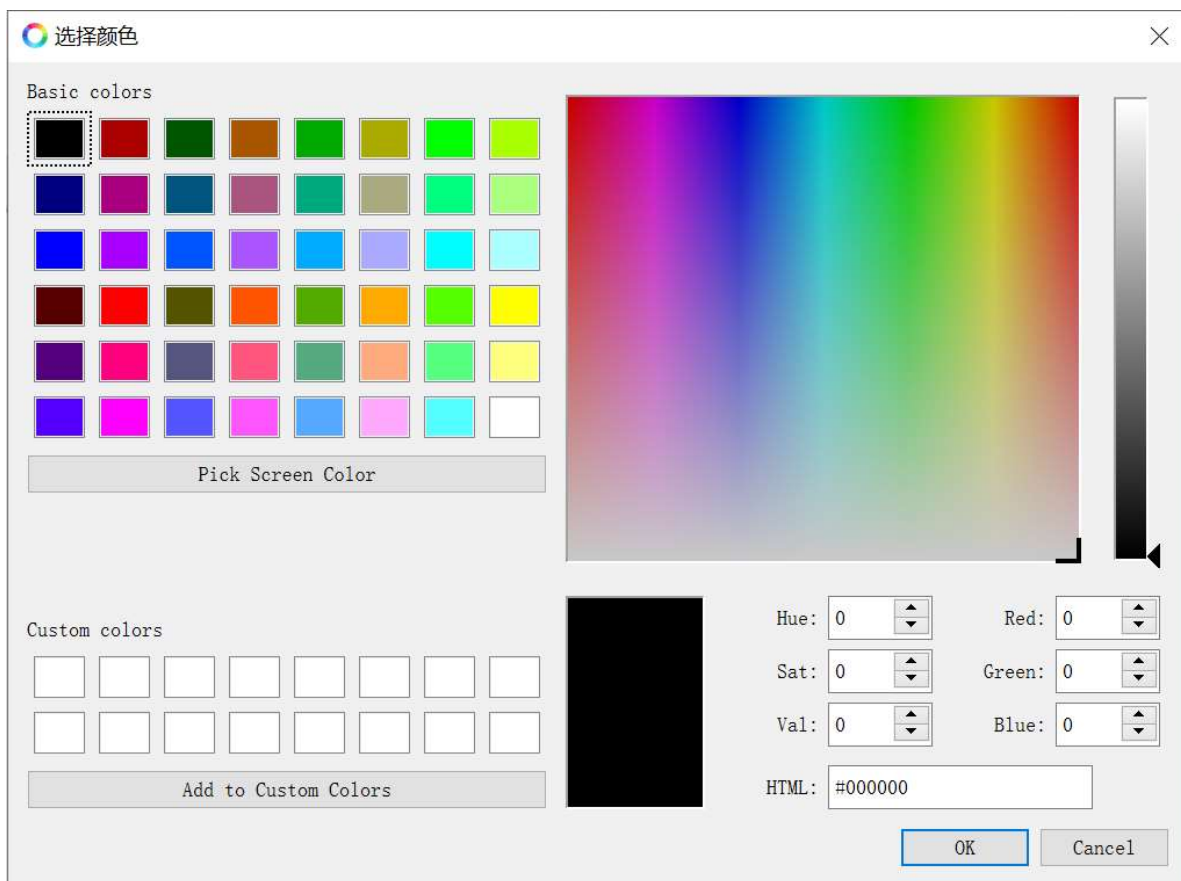 选择颜色
Basic colors
Pick Screen Color
Custom colors
Add to Custom Colors
Hue: 0 Red: 0
Sat: 0 Green: 0
Val: 0 Blue: 0
HTML: #000000
OK Cancel